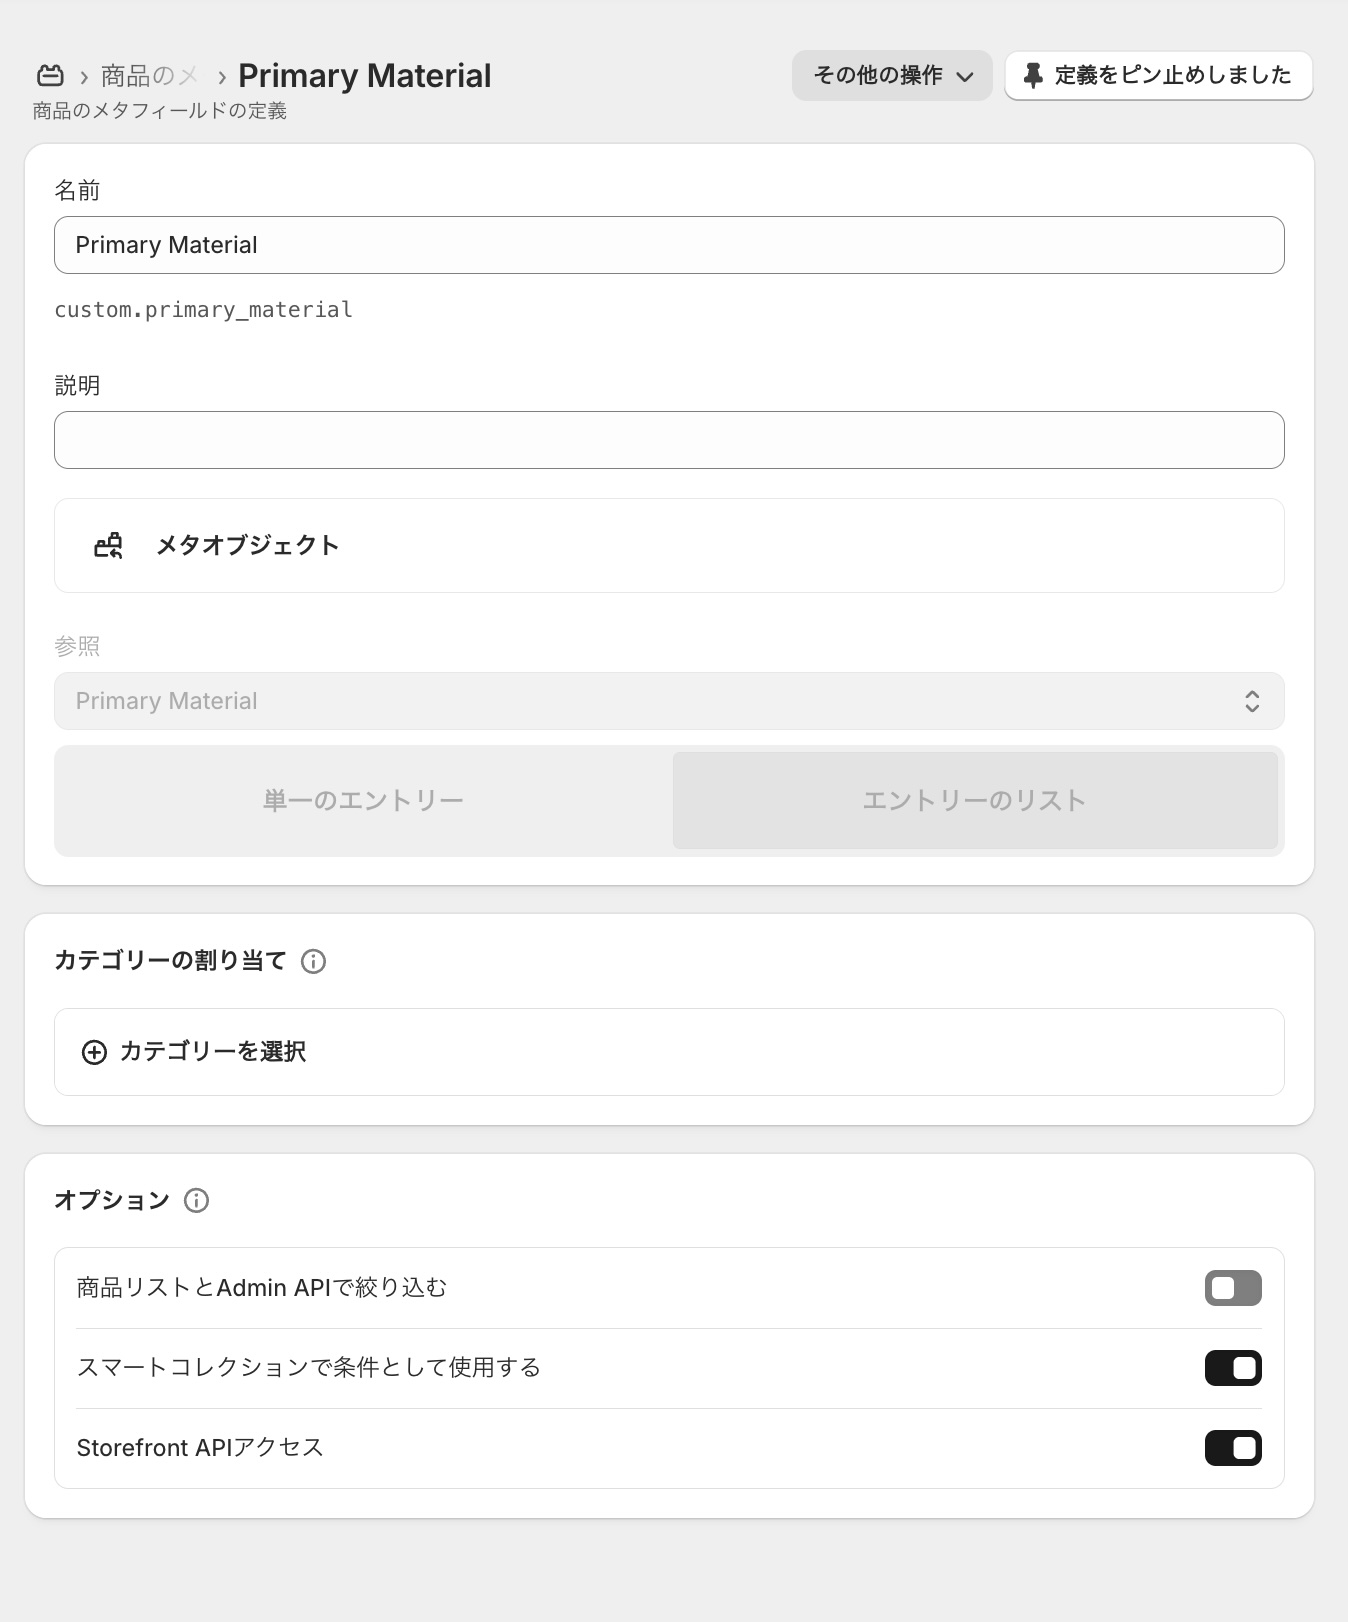 商品のメ
Primary Material
その他の操作
定義をピン止めしました
商品のメタフィールドの定義
名前
Primary Material
custom.primary_material
説明
メタオブジェクト
参照
Primary Material
単一のエントリー
エントリーのリスト
カテゴリーの割り当て
カテゴリーを選択
オプション
商品リストとAdmin APIで絞り込む
スマートコレクションで条件として使用する
Storefront APIアクセス